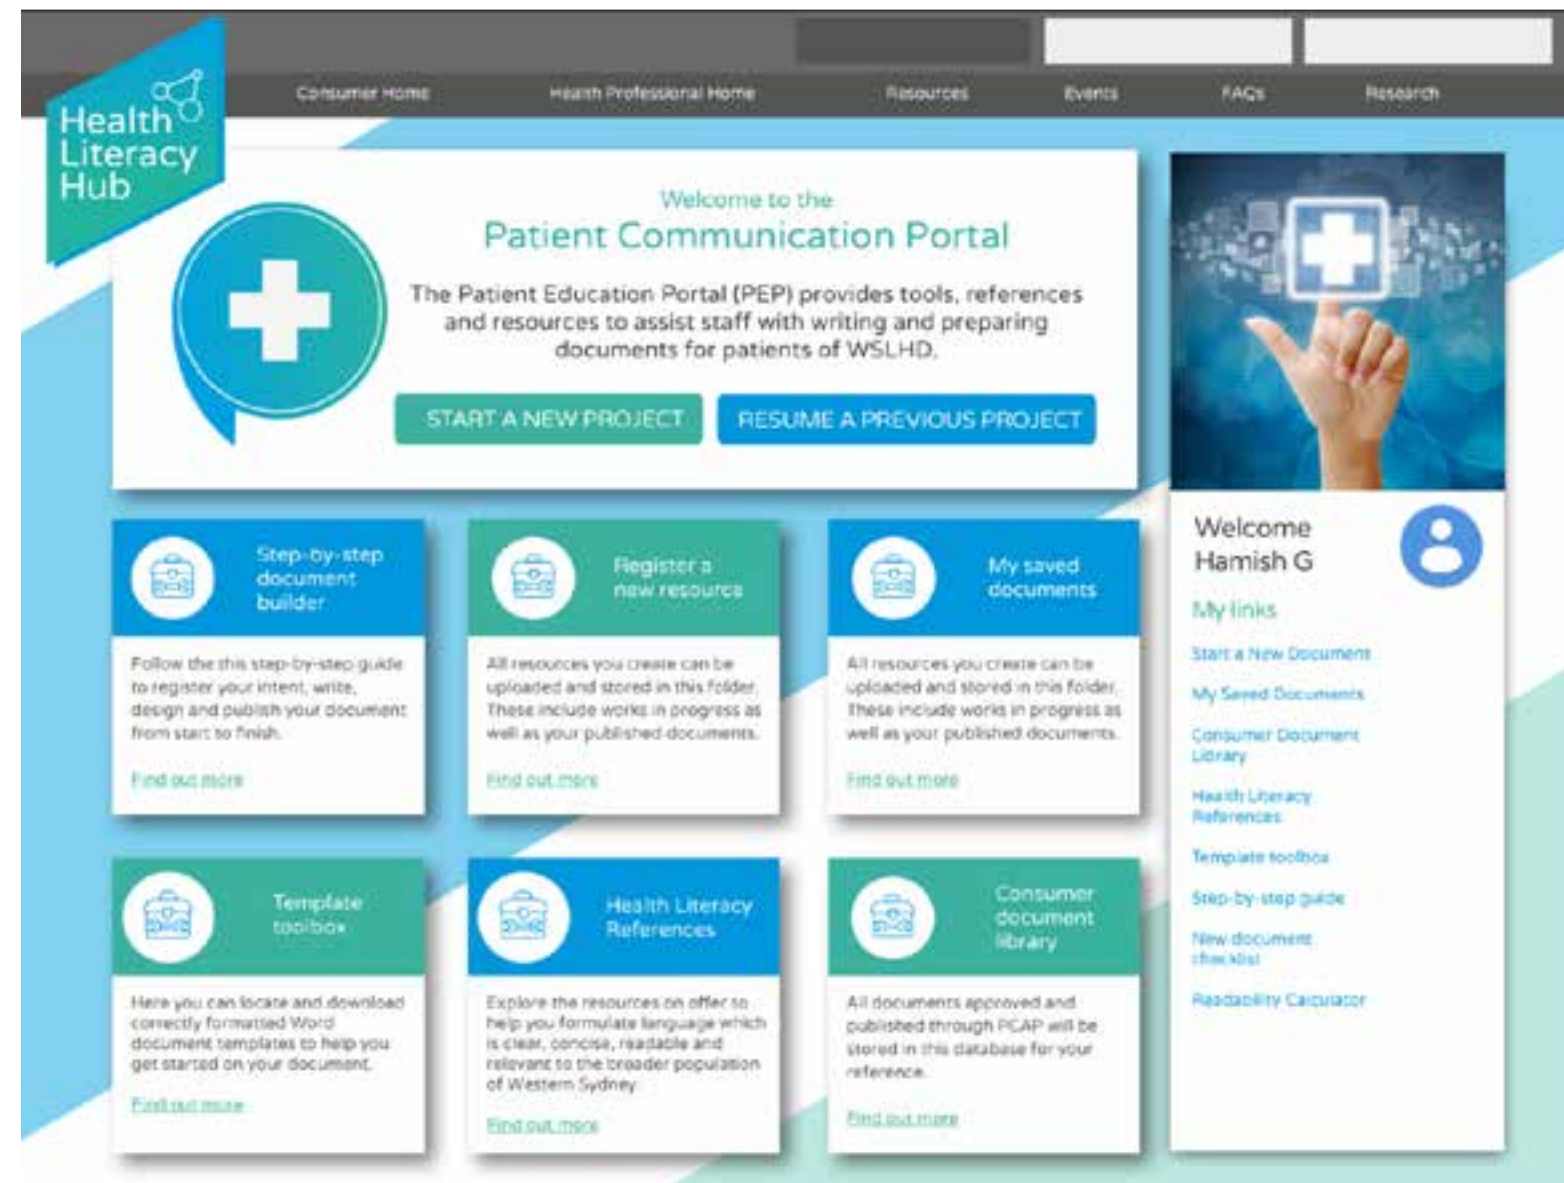 Health
Literacy
Hub
Consumer Home
Health Professional Home
Resources
Events
FAQs
Research
Welcome to the
Patient Communication Portal
The Patient Education Portal (PEP) provides tools, references
and resources to assist staff with writing and preparing
documents for patients of WSLHD.
START A NEW PROJECT
RESUME A PREVIOUS PROJECT
Step-by-step
document
builder
Follow the this step-by-step guide
to register your intent, write,
design and publish your document
from start to finish.
Find out more
Register a
new resource
All resources you create can be
uploaded and stored in this folder.
These include works in progress as
well as your published documents.
Find out more
My saved
documents
All resources you create can be
uploaded and stored in this folder.
These include works in progress as
well as your published documents.
Find out more
Template
toolbox
Here you can locate and download
correctly formatted Word
document templates to help you
get started on your document.
Find out more
Health Literacy
References
Explore the resources on offer to
help you formulate language which
is clear, concise, readable and
relevant to the broader population
of Western Sydney.
Find out more
Consumer
document
library
All documents approved and
published through PCAP will be
stored in this database for your
reference.
Find out more
Welcome
Hamish G
My links
Start a New Document
My Saved Documents
Consumer Document
Library
Health Literacy
References
Template toolbox
Step-by-step guide
New document
checklist
Readability Calculator